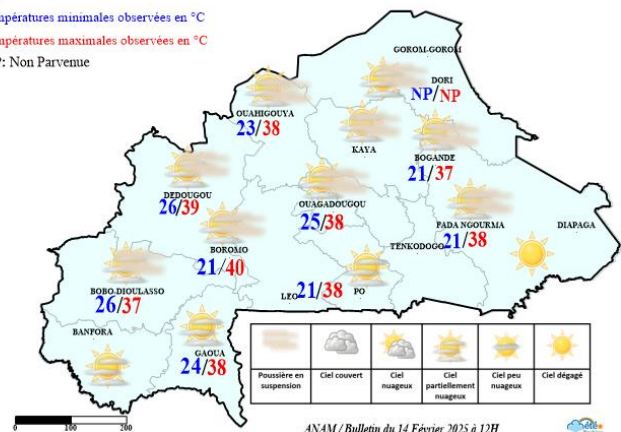 mpératures minimales observées en °C
mpératures maximales observées en °C
P: Non Parvenue
GOROM-GOROM
DORI
NP/NP
OUAHIGOUYA
23/38
KAYA
BOGANDE
21/37
DEDOUGOU
26/39
OUAGADOUGOU
25/38
FADA NGOURMA
21/38
DIAPAGA
BOROMO
21/40
TENKODOGO
BOBO-DIOULASSO
26/37
LEO
21/38
PO
BANFORA
GAOUA
24/38
Poussière en suspension
Ciel couvert
Ciel nuageux
Ciel partiellement nuageux
Ciel peu nuageux
Ciel dégagé
0 100 200
ANAM / Bulletin du 14 Février 2025 à 12H